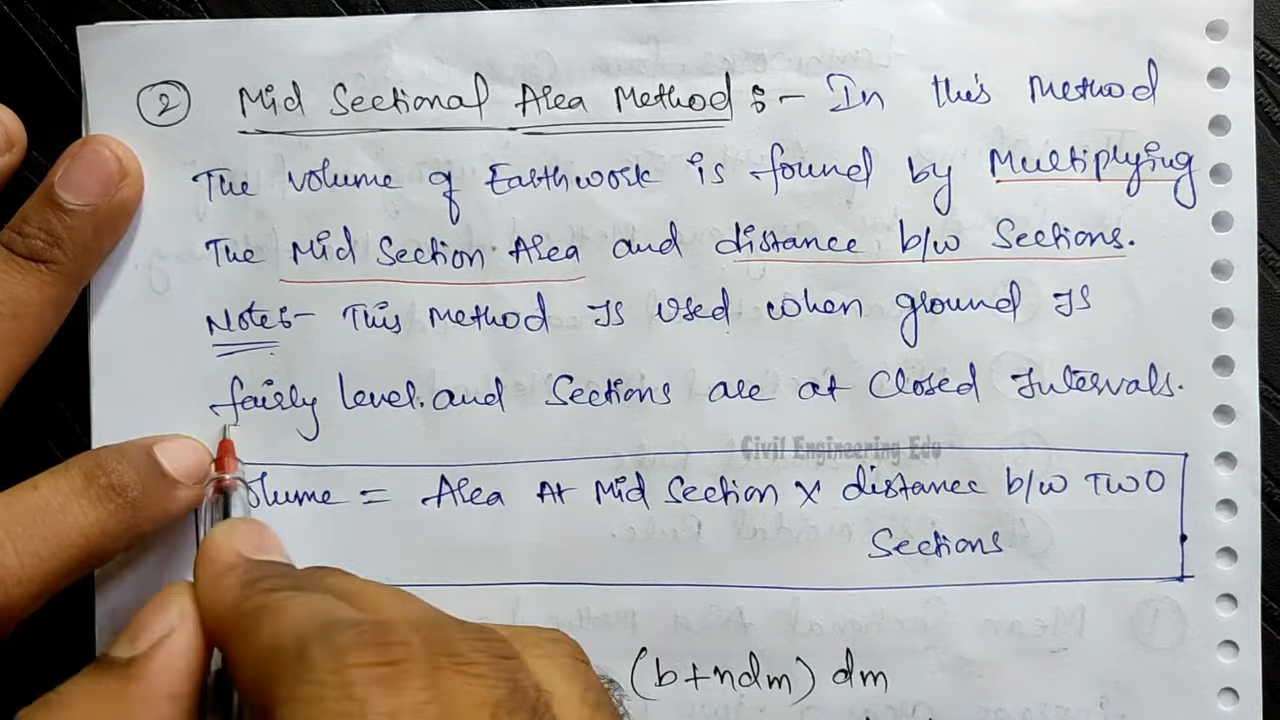 ② Mid Sectional Area Method :- In this Method
The volume of Earthwork is found by Multiplying
The Mid Section Area and distance b/w Sections.
Note:- This Method Is Used when ground Is
fairly Level. and Sections are at Closed Intervals.
Civil Engineering Edu
Volume = Area At Mid Section × distance b/w TWO
Sections
(b+ndm) dm